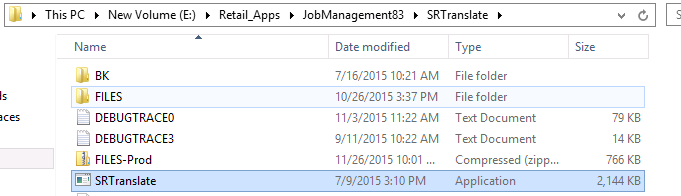 This PC New Volume (E:) Retail_Apps JobManagement83 SRTranslate
Name Date modified Type Size
BK 7/16/2015 10:21 AM File folder
FILES 10/26/2015 3:37 PM File folder
DEBUGTRACE0 11/3/2015 11:22 AM Text Document 79 KB
DEBUGTRACE3 9/11/2015 10:22 AM Text Document 14 KB
FILES-Prod 11/26/2015 10:01 ... Compressed (zipp... 766 KB
SRTranslate 7/9/2015 3:10 PM Application 2,144 KB
ls
aces